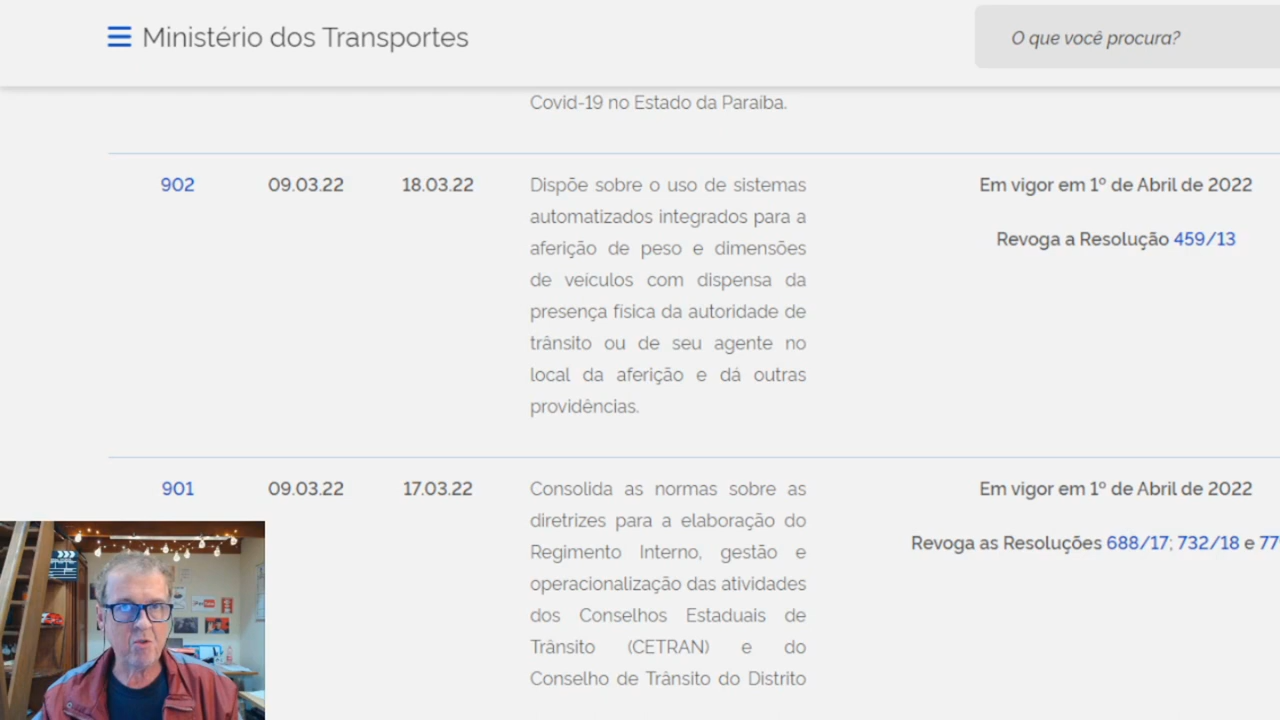 Ministério dos Transportes
O que você procura?
Covid-19 no Estado da Paraíba.
902 09.03.22 18.03.22 Dispõe sobre o uso de sistemas Em vigor em 1º de Abril de 2022
automatizados integrados para a
Revoga a Resolução 459/13
aferição de peso e dimensões
de veículos com dispensa da
presença física da autoridade de
trânsito ou de seu agente no
local da aferição e dá outras
providências.
901 09.03.22 17.03.22 Consolida as normas sobre as Em vigor em 1º de Abril de 2022
diretrizes para a elaboração do
Revoga as Resoluções 688/17; 732/18 e 77
Regimento Interno, gestão e
operacionalização das atividades
dos Conselhos Estaduais de
Trânsito (CETRAN) e do
Conselho de Trânsito do Distrito